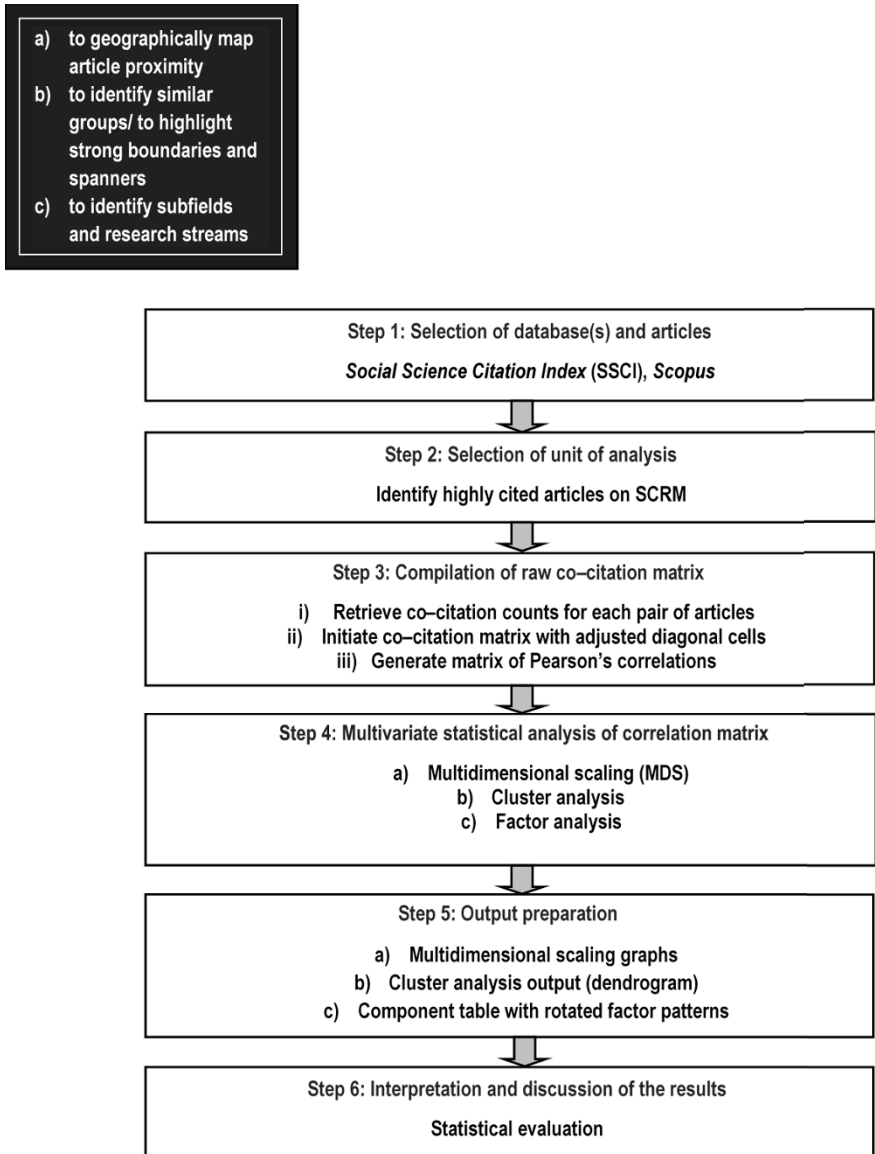 a) to geographically map
article proximity
b) to identify similar
groups/ to highlight
strong boundaries and
spanners
c) to identify subfields
and research streams
Step 1: Selection of database(s) and articles
Social Science Citation Index (SSCI), Scopus
Step 2: Selection of unit of analysis
Identify highly cited articles on SCRM
Step 3: Compilation of raw co–citation matrix
i) Retrieve co–citation counts for each pair of articles
ii) Initiate co–citation matrix with adjusted diagonal cells
iii) Generate matrix of Pearson's correlations
Step 4: Multivariate statistical analysis of correlation matrix
a) Multidimensional scaling (MDS)
b) Cluster analysis
c) Factor analysis
Step 5: Output preparation
a) Multidimensional scaling graphs
b) Cluster analysis output (dendrogram)
c) Component table with rotated factor patterns
Step 6: Interpretation and discussion of the results
Statistical evaluation